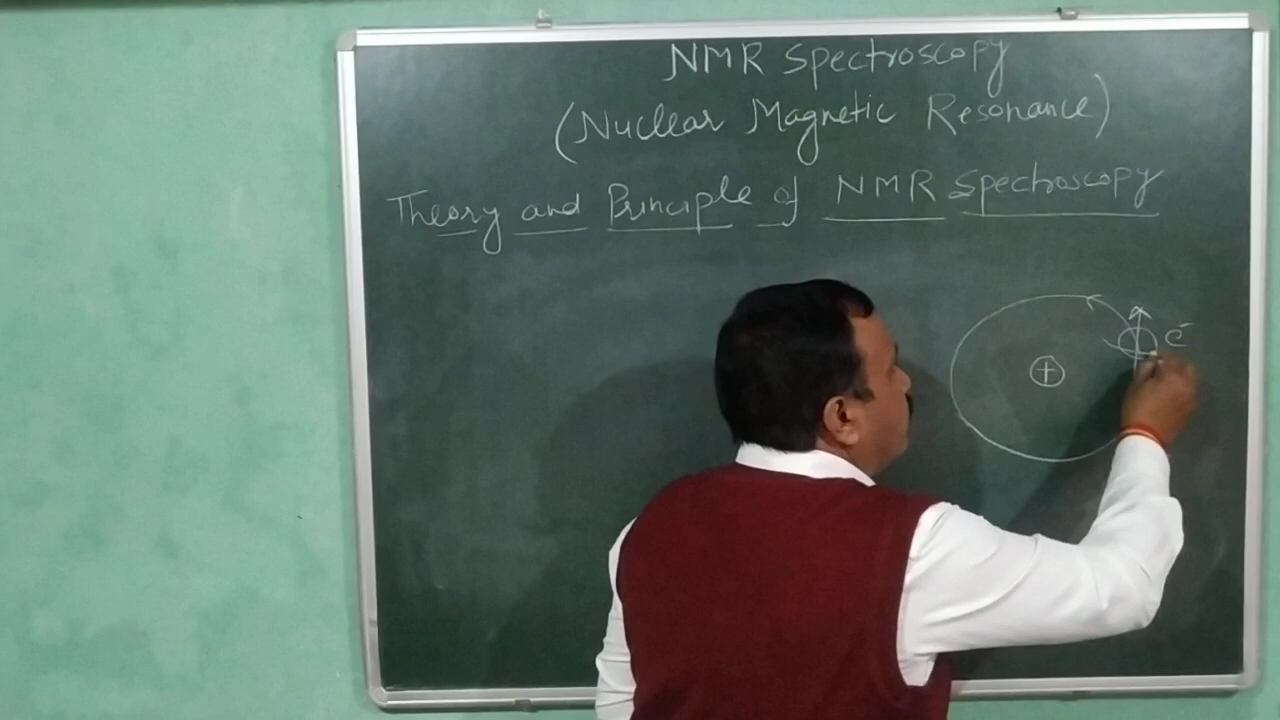 NMR Spectroscopy
(Nuclear Magnetic Resonance)
Theory and Principle of NMR Spectroscopy
e⁻
+